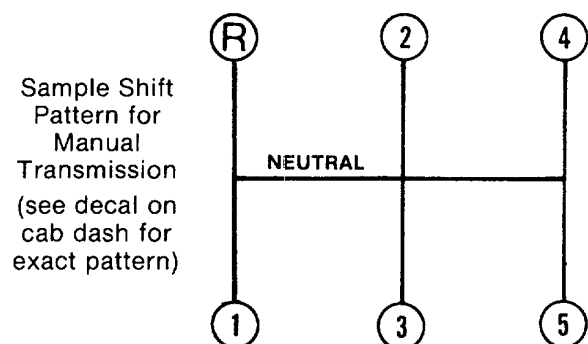 R 2 4
Sample Shift
Pattern for
Manual
Transmission
(see decal on
cab dash for
exact pattern)
NEUTRAL
1 3 5